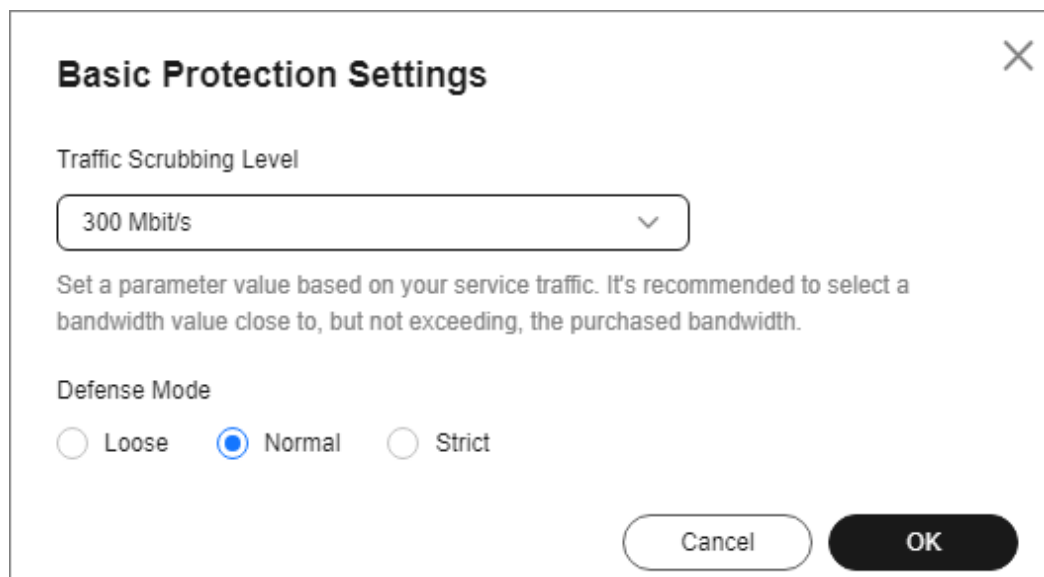 Basic Protection Settings
Traffic Scrubbing Level
300 Mbit/s
Set a parameter value based on your service traffic. It's recommended to select a
bandwidth value close to, but not exceeding, the purchased bandwidth.
Defense Mode
Loose Normal Strict
Cancel OK